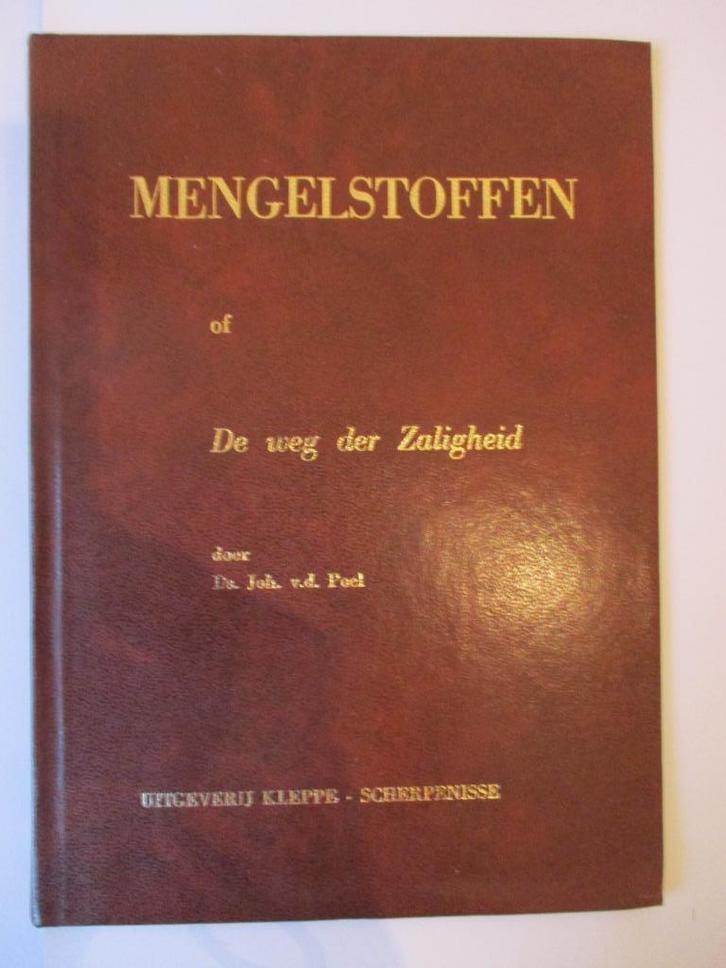 MENGELSTOFFEN
of
De weg der Zaligheid
door
Ds. Joh. v.d. Poel
UITGEVERIJ KLEPPE - SCHERPENISSE